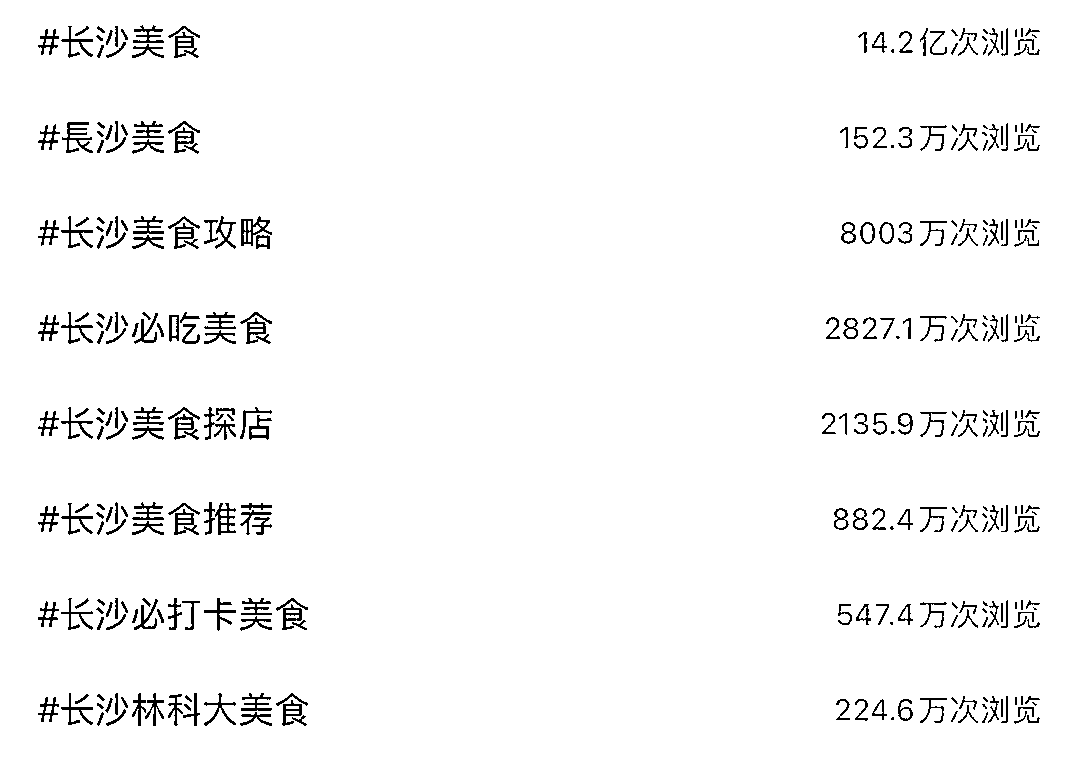 #长沙美食 14.2亿次浏览
#長沙美食 152.3万次浏览
#长沙美食攻略 8003万次浏览
#长沙必吃美食 2827.1万次浏览
#长沙美食探店 2135.9万次浏览
#长沙美食推荐 882.4万次浏览
#长沙必打卡美食 547.4万次浏览
#长沙林科大美食 224.6万次浏览